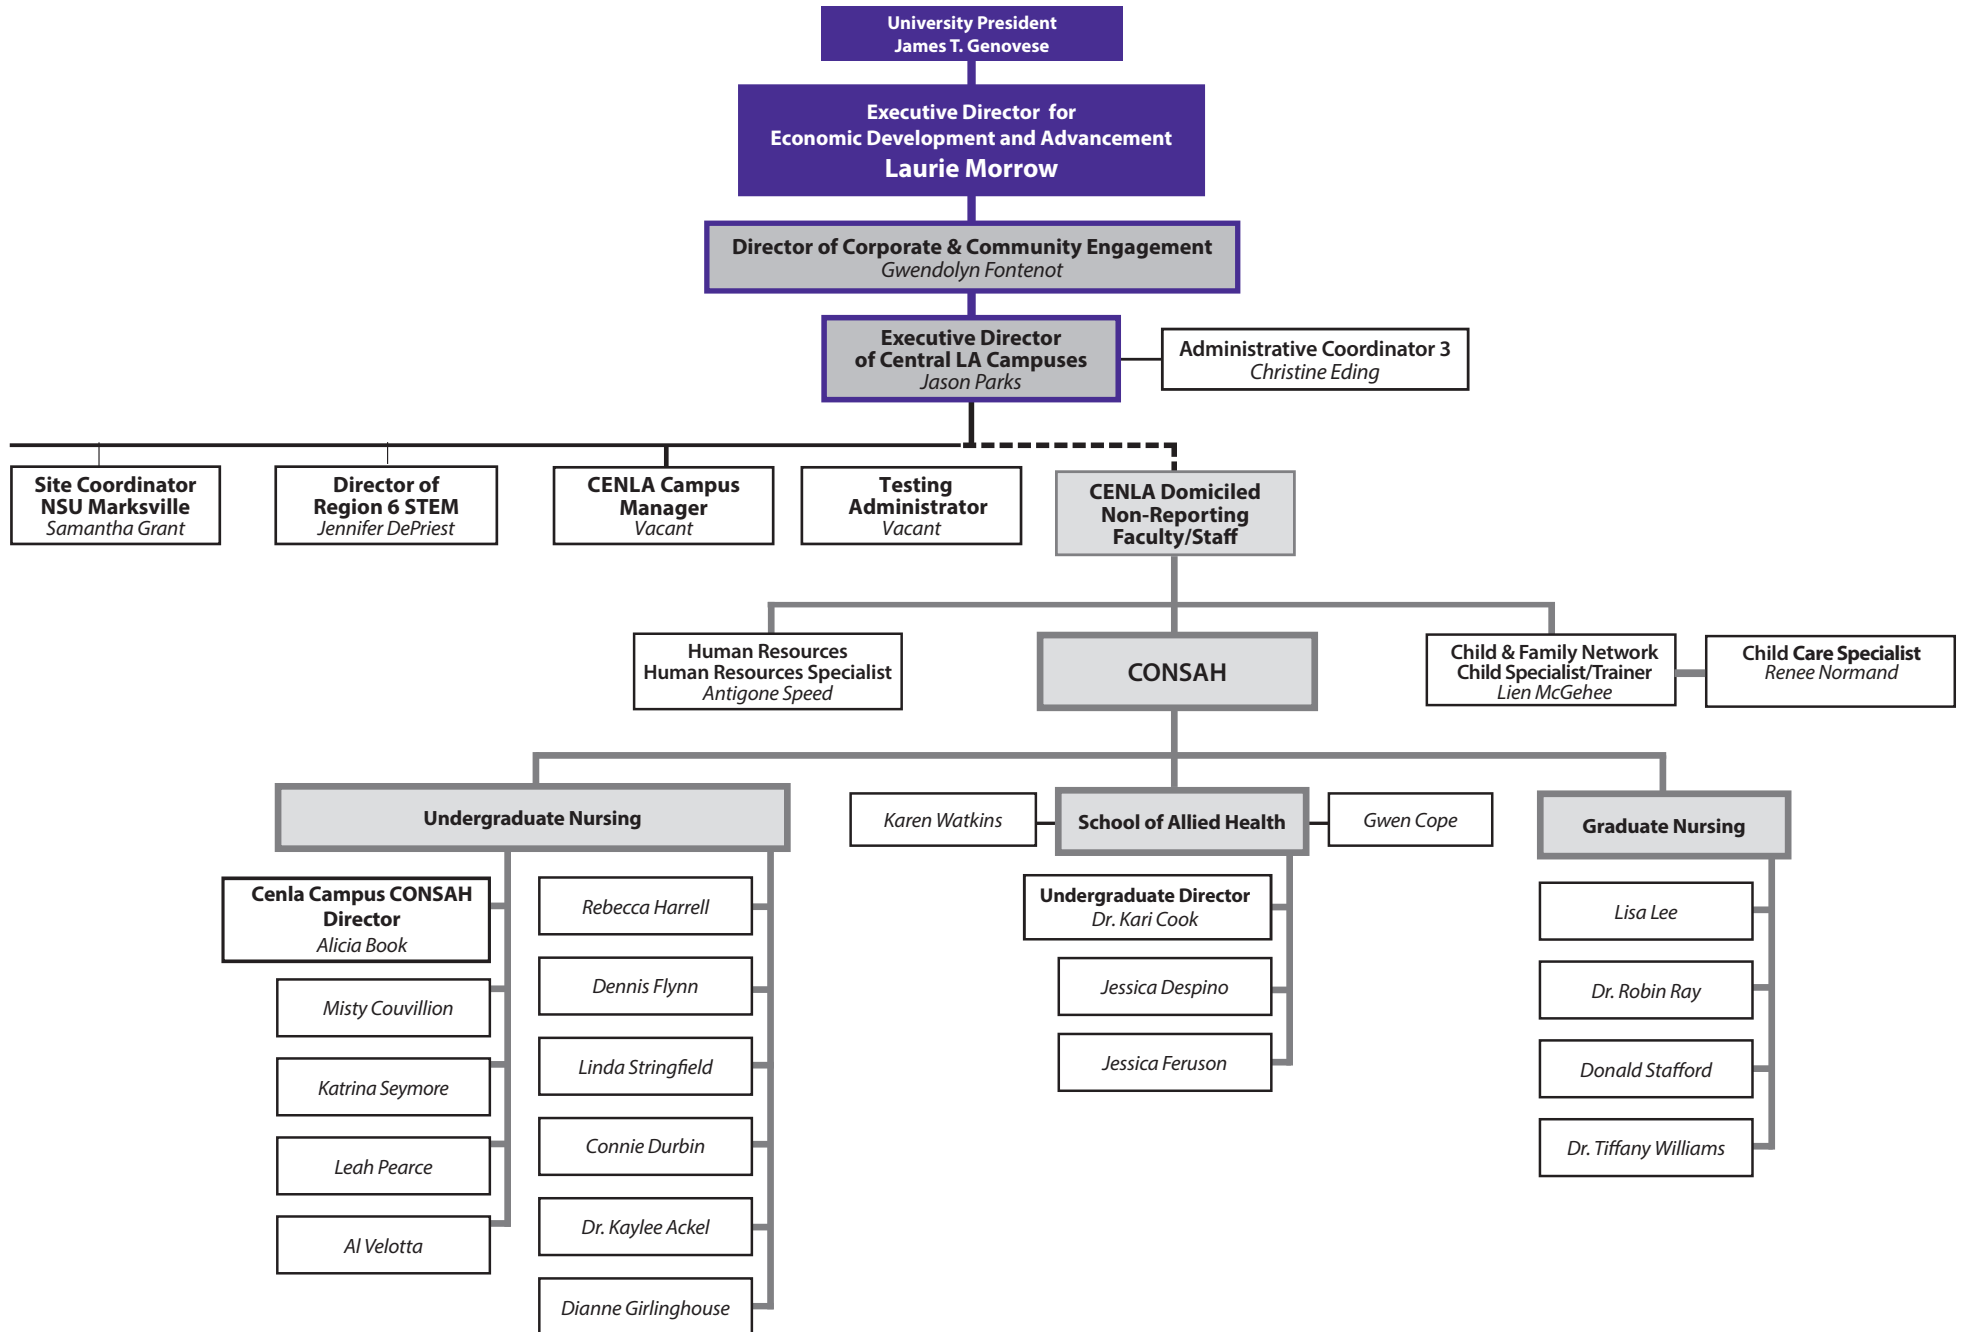 University President
James T. Genovese
Executive Director for
Economic Development and Advancement
Laurie Morrow
Director of Corporate & Community Engagement
Gwendolyn Fontenot
Executive Director
of Central LA Campuses
Jason Parks
Administrative Coordinator 3
Christine Eding
Site Coordinator
NSU Marksville
Samantha Grant
Director of
Region 6 STEM
Jennifer DePriest
CENLA Campus
Manager
Vacant
Testing
Administrator
Vacant
CENLA Domiciled
Non-Reporting
Faculty/Staff
Human Resources
Human Resources Specialist
Antigone Speed
CONSAH
Child & Family Network
Child Specialist/Trainer
Lien McGehee
Child Care Specialist
Renee Normand
Undergraduate Nursing
Karen Watkins
School of Allied Health
Gwen Cope
Graduate Nursing
Cenla Campus CONSAH
Director
Alicia Book
Misty Couvillion
Katrina Seymore
Leah Pearce
Al Velotta
Rebecca Harrell
Dennis Flynn
Linda Stringfield
Connie Durbin
Dr. Kaylee Ackel
Dianne Girlinghouse
Undergraduate Director
Dr. Kari Cook
Jessica Despino
Jessica Feruson
Lisa Lee
Dr. Robin Ray
Donald Stafford
Dr. Tiffany Williams